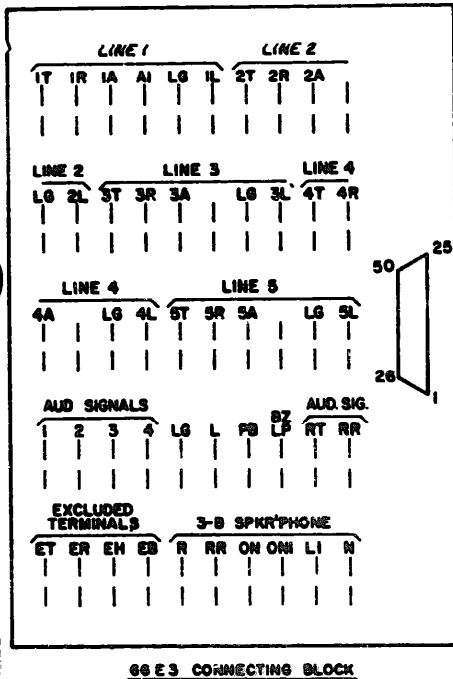 LINE 1 LINE 2
1T 1R 1A A1 LG 1L 2T 2R 2A
LINE 2 LINE 3 LINE 4
LG 2L 3T 3R 3A LG 3L 4T 4R
25
50
LINE 4 LINE 5
4A LG 4L 5T 5R 5A LG 5L
26
1
AUD SIGNALS AUD. SIG.
BZ
1 2 3 4 LG L PB LP RT RR
EXCLUDED
TERMINALS 3-B SPKR'PHONE
ET ER EH EB R RR ON ON1 L1 N
66 E 3 CONNECTING BLOCK